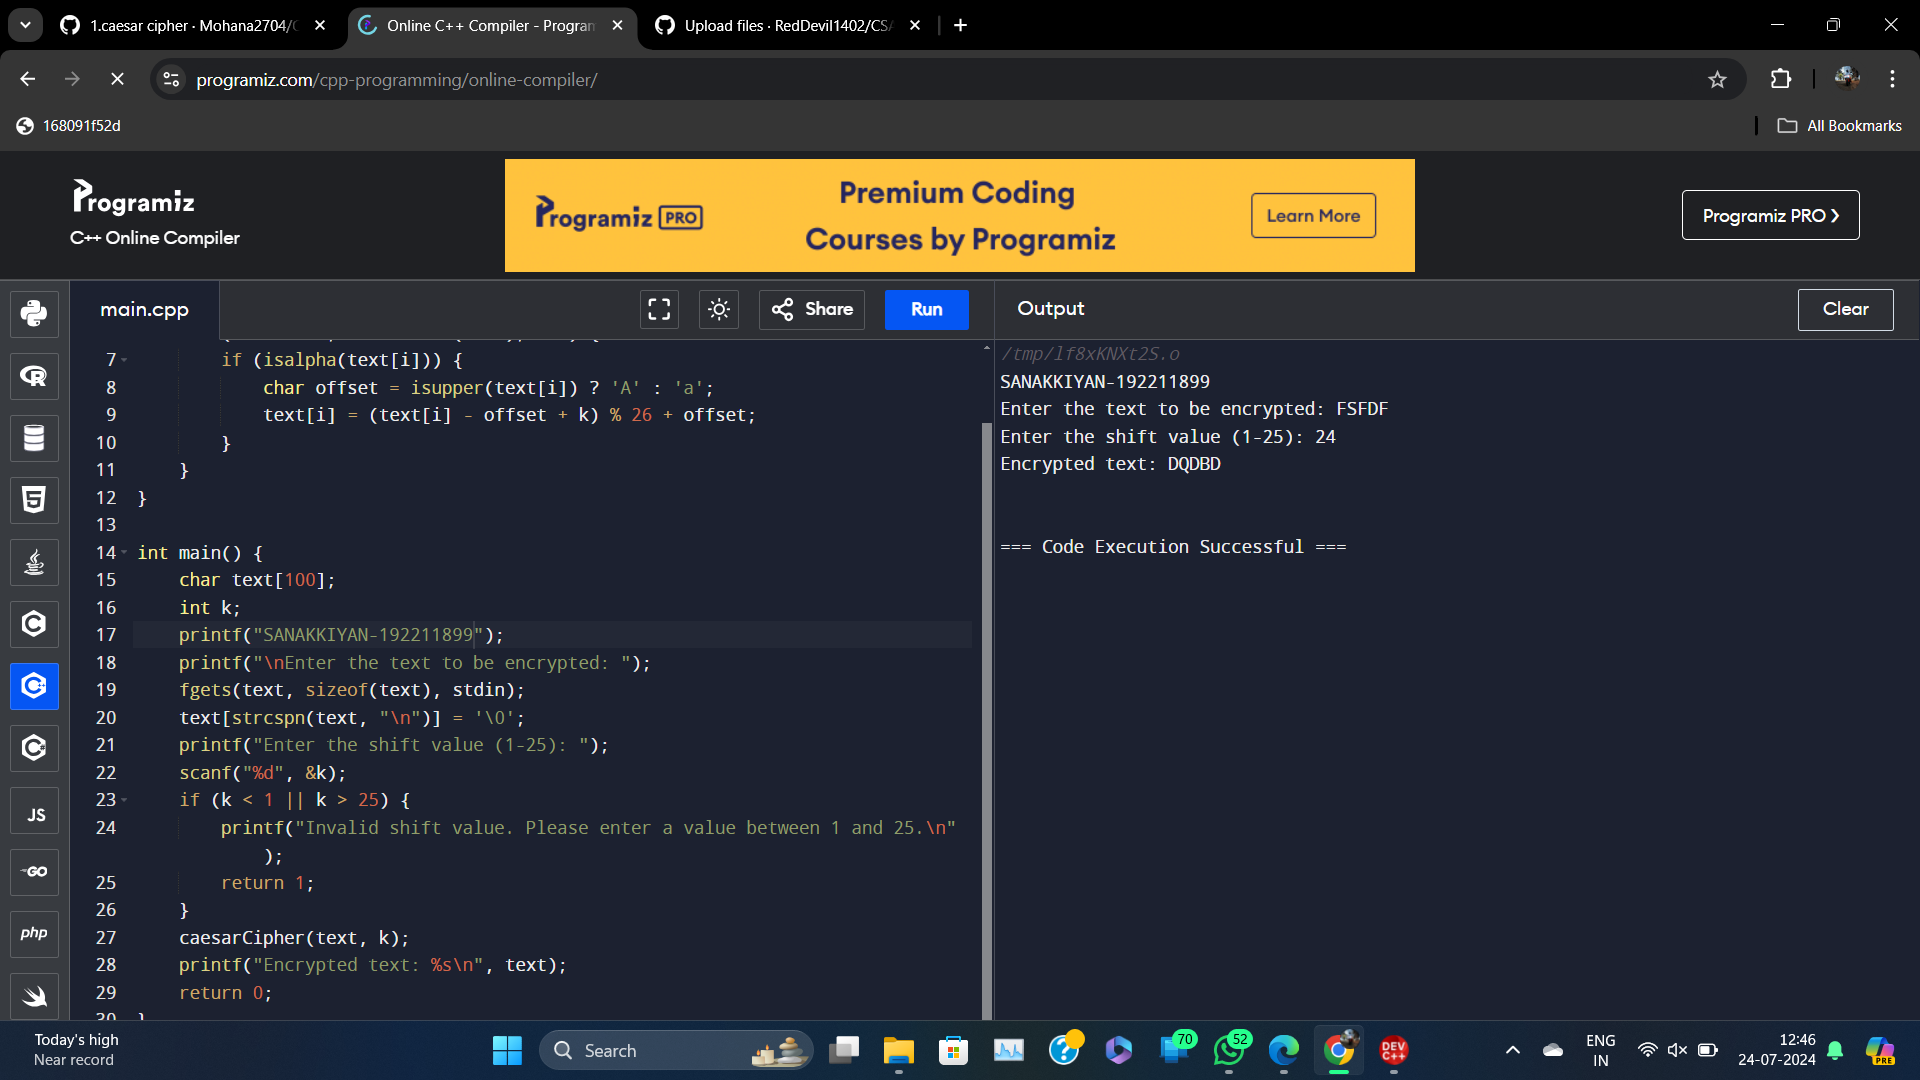 1.caesar cipher · Mohana2704/C
Online C++ Compiler - Program
Upload files · RedDevil1402/CSA
programiz.com/cpp-programming/online-compiler/
168091f52d
All Bookmarks
Programiz
C++ Online Compiler
Programiz PRO
Premium Coding
Courses by Programiz
Learn More
Programiz PRO ❯
main.cpp
Share
Run
Output
Clear
7 if (isalpha(text[i])) {
8 char offset = isupper(text[i]) ? 'A' : 'a';
9 text[i] = (text[i] - offset + k) % 26 + offset;
10 }
11 }
12 }
13
14 int main() {
15 char text[100];
16 int k;
17 printf("SANAKKIYAN-192211899");
18 printf("\nEnter the text to be encrypted: ");
19 fgets(text, sizeof(text), stdin);
20 text[strcspn(text, "\n")] = '\0';
21 printf("Enter the shift value (1-25): ");
22 scanf("%d", &k);
23 if (k < 1 || k > 25) {
24 printf("Invalid shift value. Please enter a value between 1 and 25.\n"
);
25 return 1;
26 }
27 caesarCipher(text, k);
28 printf("Encrypted text: %s\n", text);
29 return 0;
30 }
/tmp/lf8xKNXt2S.o
SANAKKIYAN-192211899
Enter the text to be encrypted: FSFDF
Enter the shift value (1-25): 24
Encrypted text: DQDBD
=== Code Execution Successful ===
JS
GO
php
Today's high
Near record
Search
70
52
DEV
C++
ENG
IN
12:46
24-07-2024
PRE